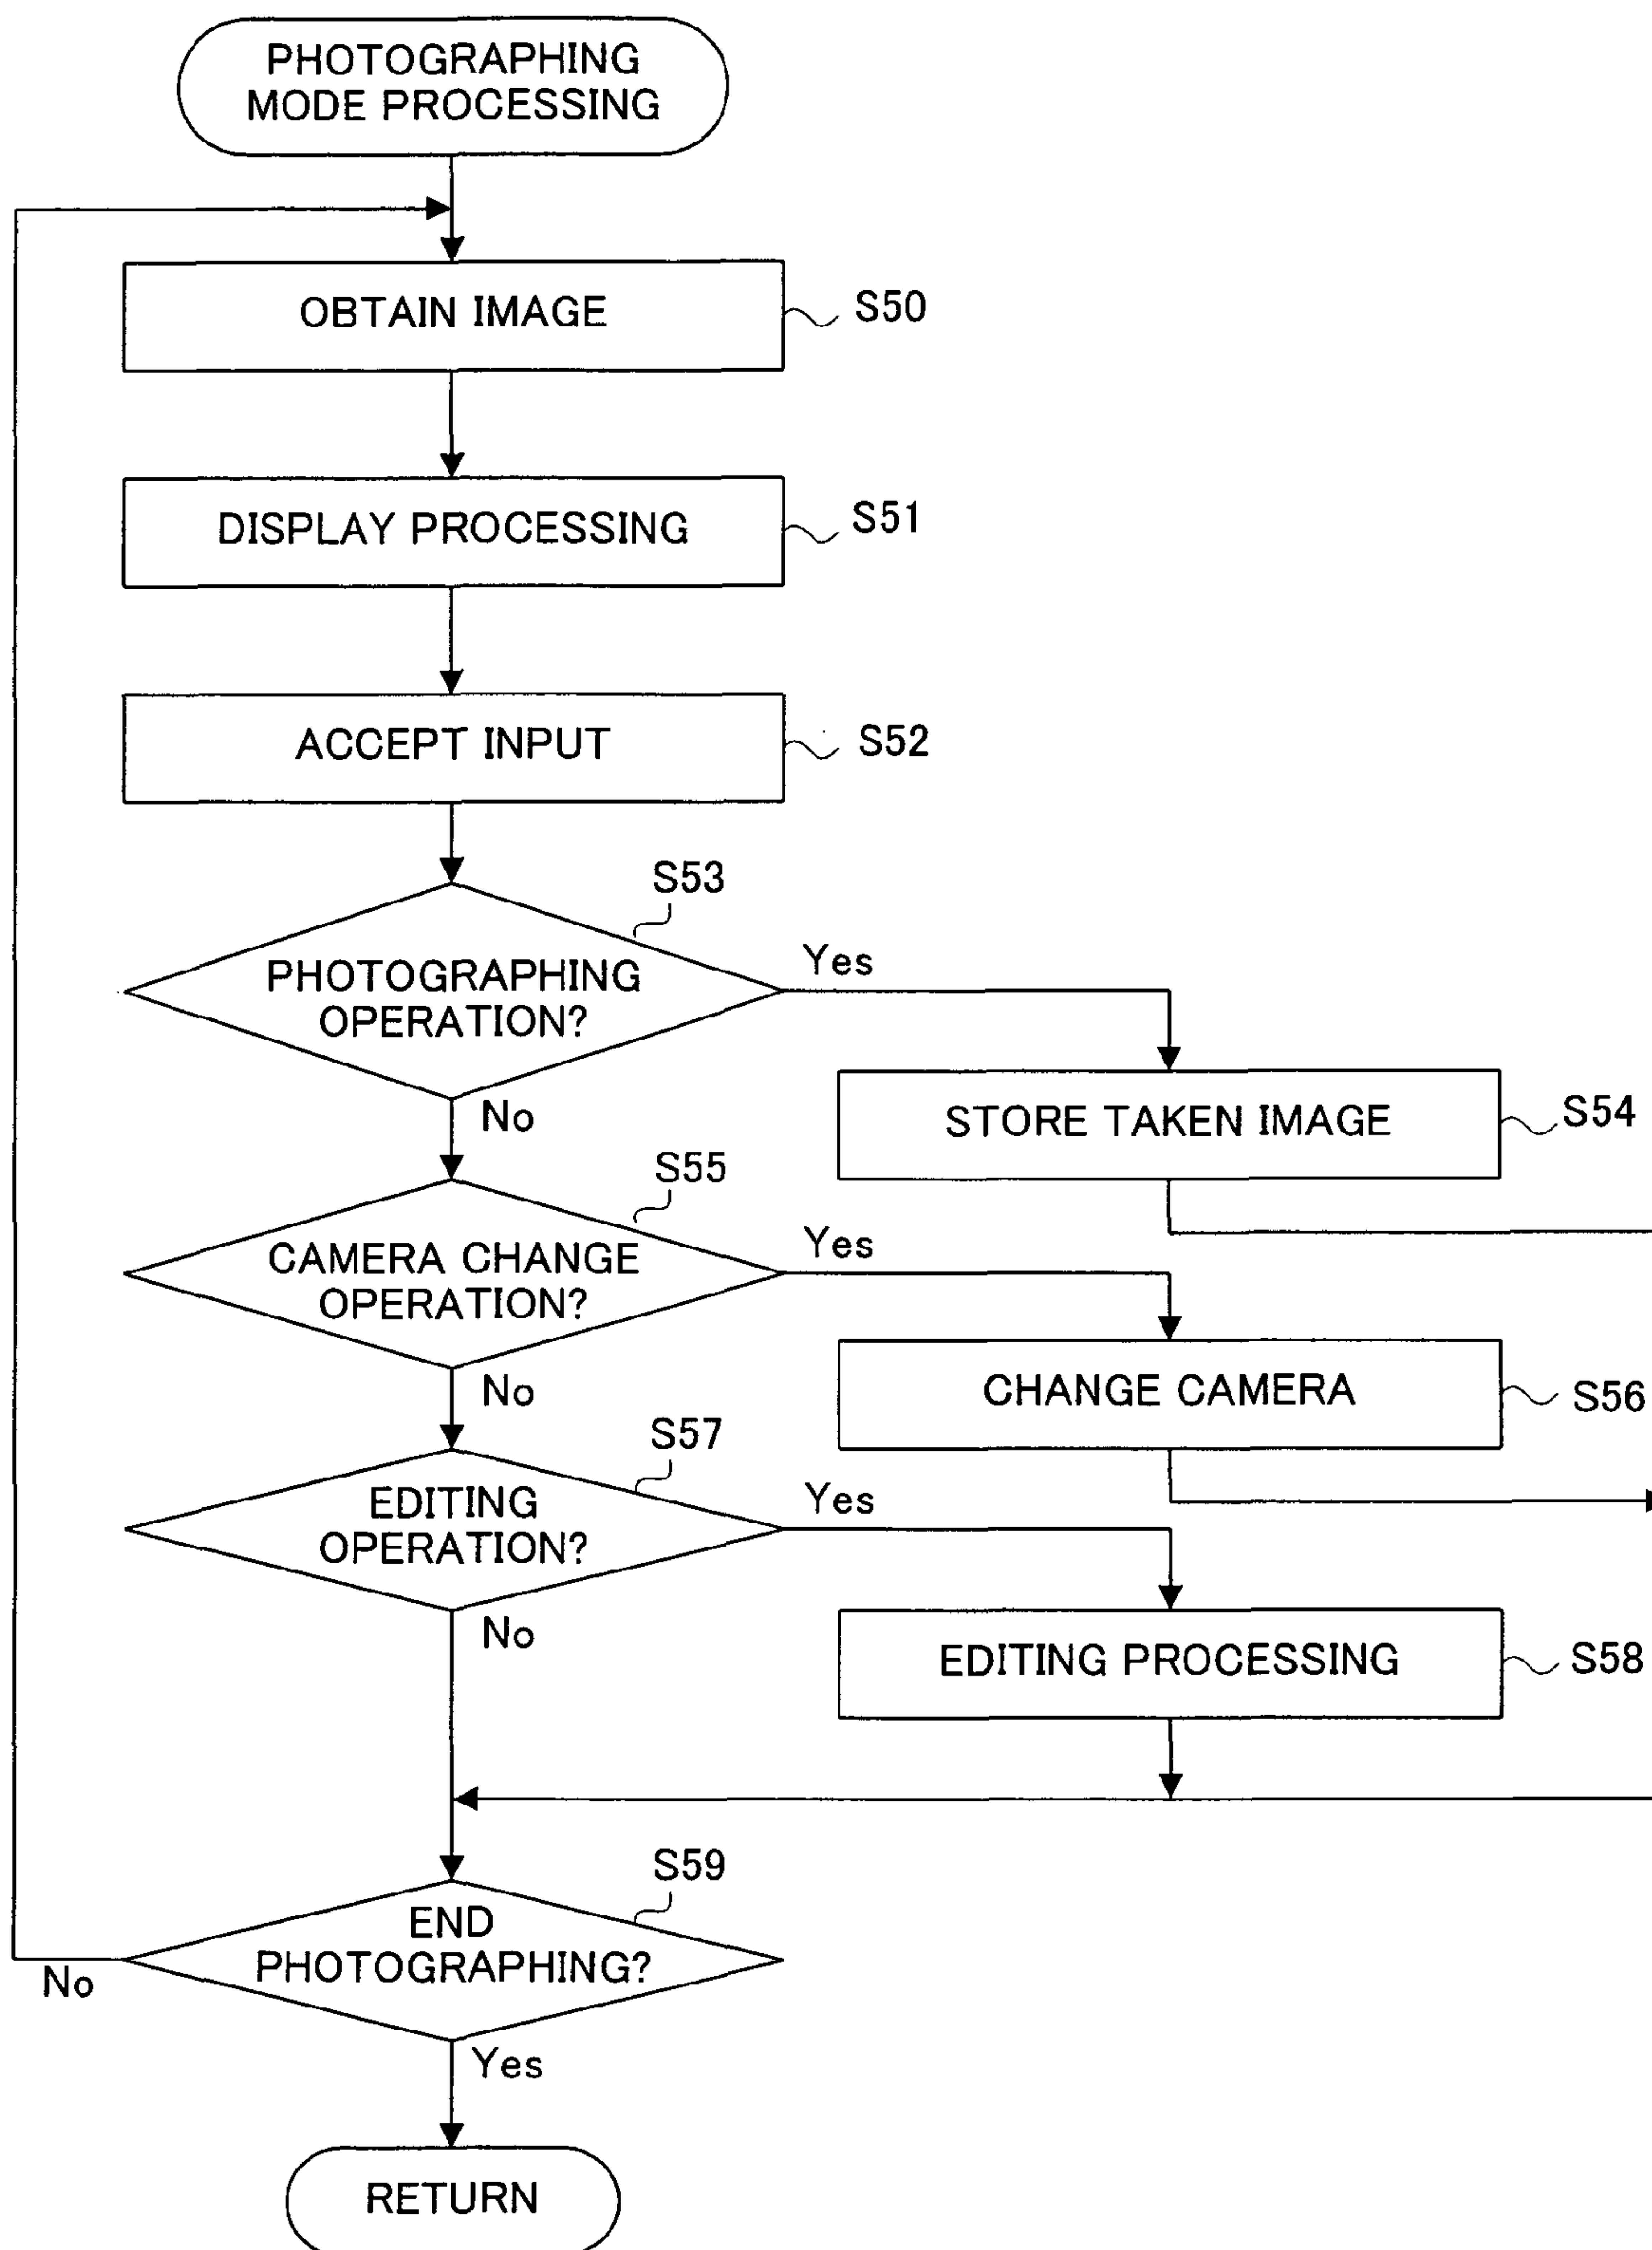 PHOTOGRAPHING
MODE PROCESSING
OBTAIN IMAGE
S50
DISPLAY PROCESSING
S51
ACCEPT INPUT
S52
S53
PHOTOGRAPHING
OPERATION?
Yes
No
STORE TAKEN IMAGE
S54
S55
CAMERA CHANGE
OPERATION?
Yes
No
CHANGE CAMERA
S56
S57
EDITING
OPERATION?
Yes
No
EDITING PROCESSING
S58
S59
END
PHOTOGRAPHING?
No
Yes
RETURN